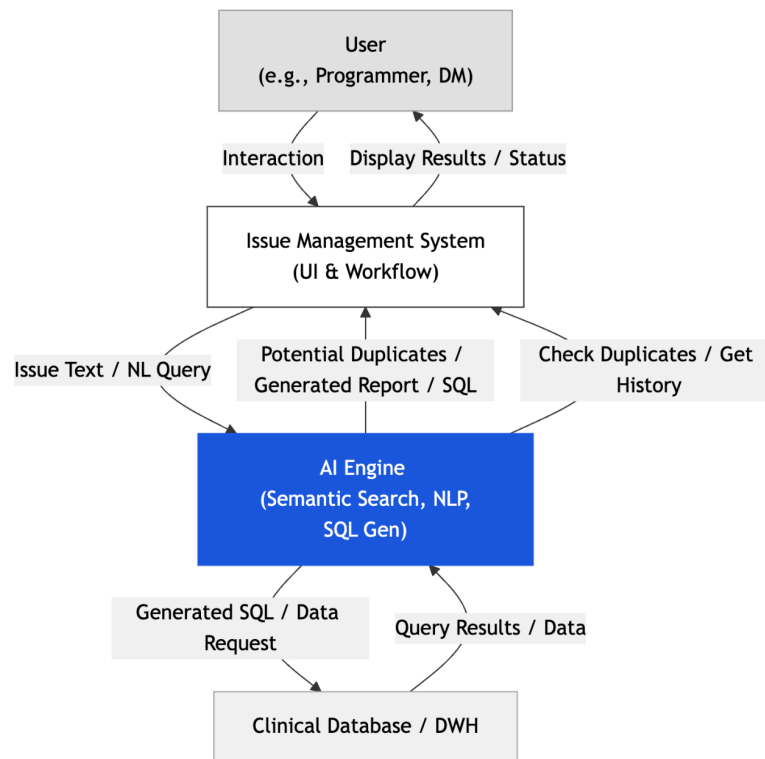 User
(e.g., Programmer, DM)
Interaction
Display Results / Status
Issue Management System
(UI & Workflow)
Issue Text / NL Query
Potential Duplicates /
Generated Report / SQL
Check Duplicates / Get
History
AI Engine
(Semantic Search, NLP,
SQL Gen)
Generated SQL / Data
Request
Query Results / Data
Clinical Database / DWH